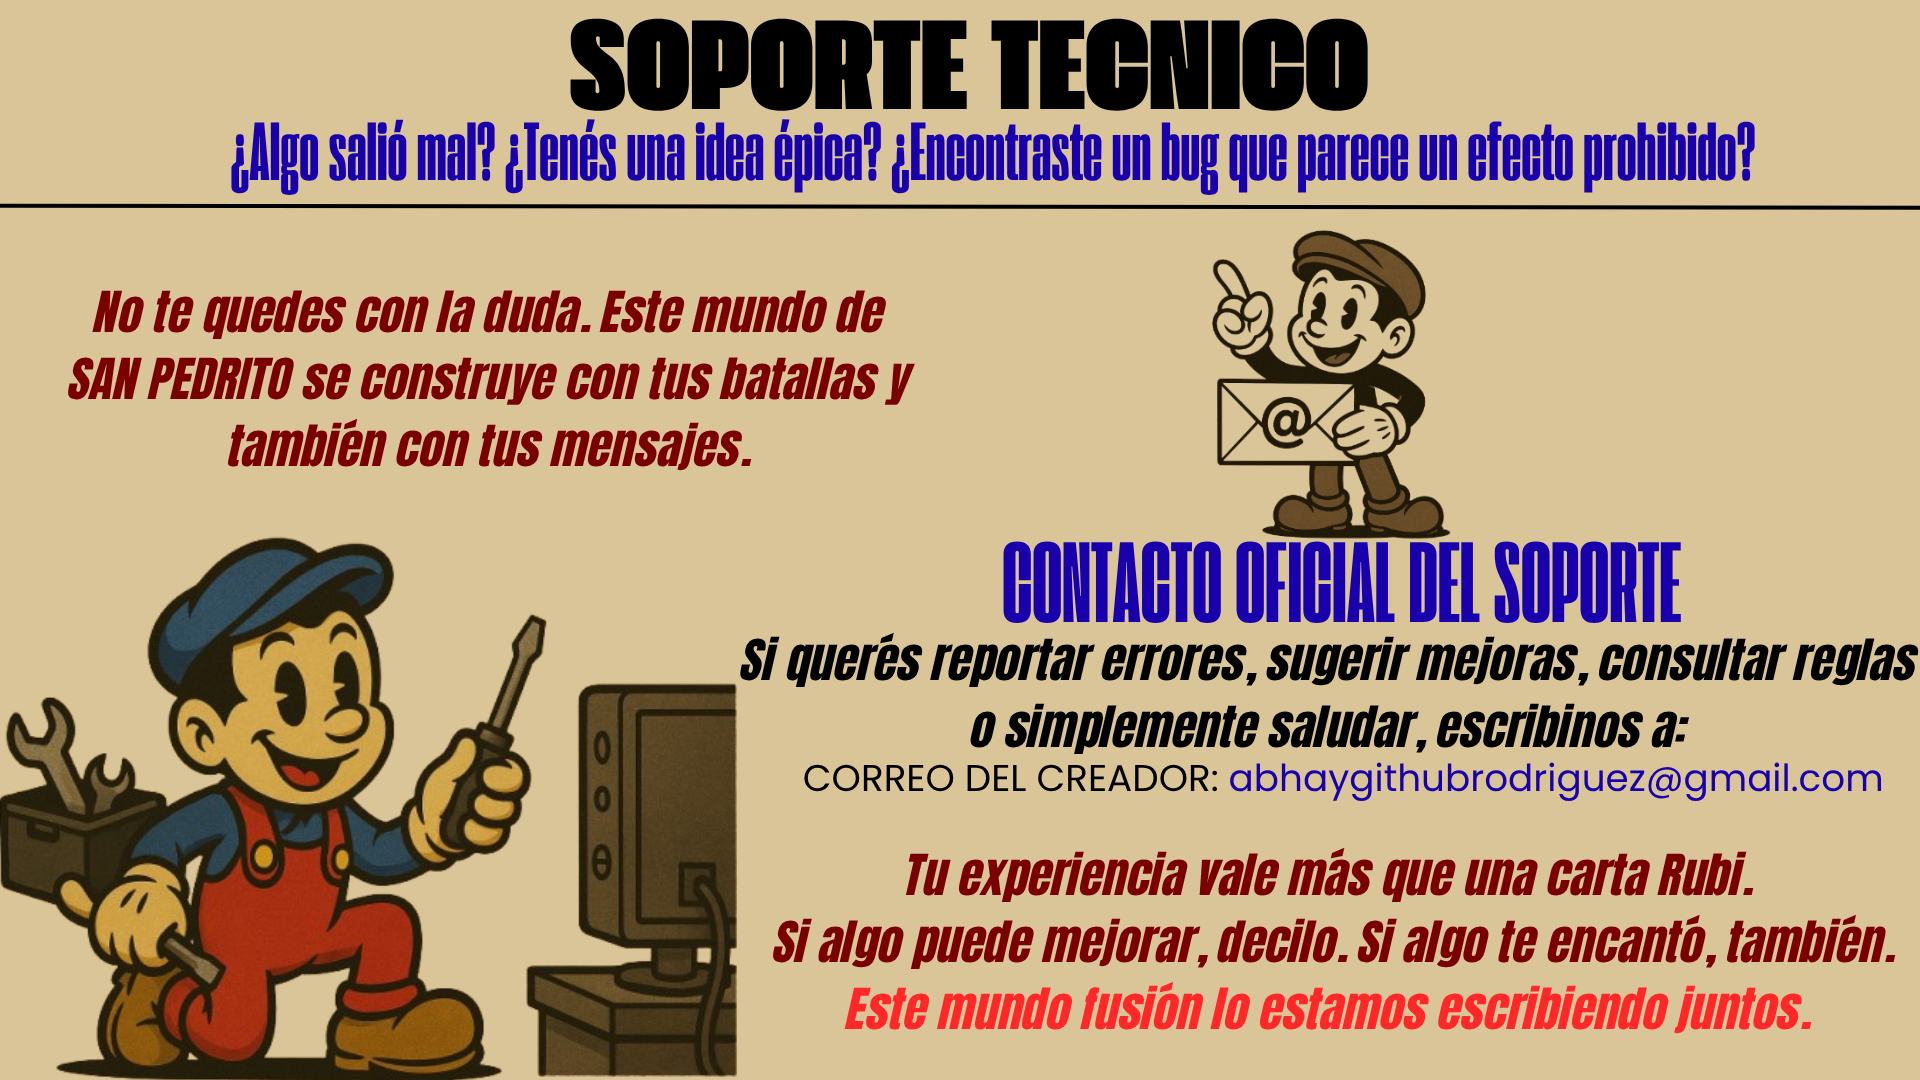 SOPORTE TECNICO
¿Algo salió mal? ¿Tenés una idea épica? ¿Encontraste un bug que parece un efecto prohibido?
No te quedes con la duda. Este mundo de
SAN PEDRITO se construye con tus batallas y
también con tus mensajes.
@
CONTACTO OFICIAL DEL SOPORTE
Si querés reportar errores, sugerir mejoras, consultar reglas
o simplemente saludar, escribinos a:
CORREO DEL CREADOR: abhaygithubrodriguez@gmail.com
Tu experiencia vale más que una carta Rubi.
Si algo puede mejorar, decilo. Si algo te encantó, también.
Este mundo fusión lo estamos escribiendo juntos.